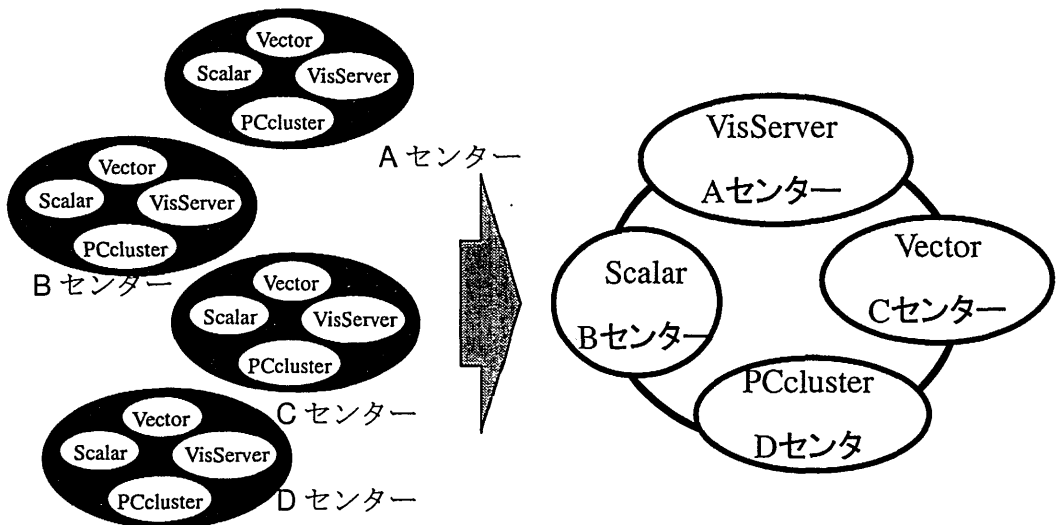 Vector
Scalar
VisServer
PCcluster
A センター
Vector
Scalar
VisServer
PCcluster
B センター
Vector
Scalar
VisServer
PCcluster
C センター
Vector
Scalar
VisServer
PCcluster
D センター
VisServer
Aセンター
Scalar
Bセンター
Vector
Cセンター
PCcluster
Dセンタ